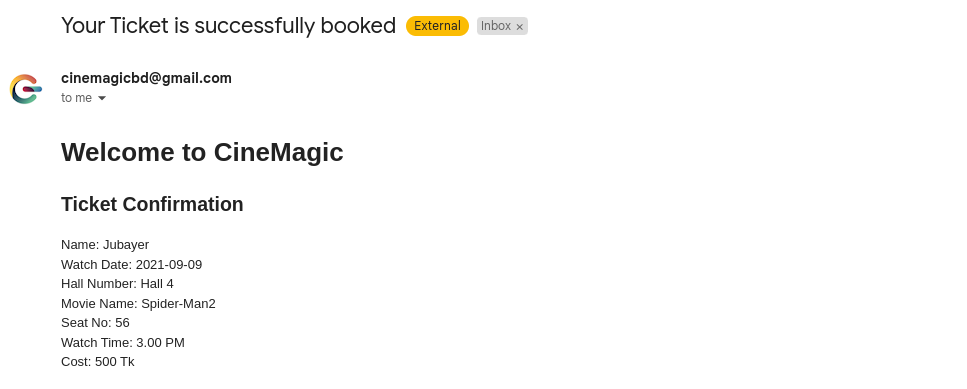 Your Ticket is successfully booked External Inbox ×
cinemagicbd@gmail.com
to me
Welcome to CineMagic
Ticket Confirmation
Name: Jubayer
Watch Date: 2021-09-09
Hall Number: Hall 4
Movie Name: Spider-Man2
Seat No: 56
Watch Time: 3.00 PM
Cost: 500 Tk